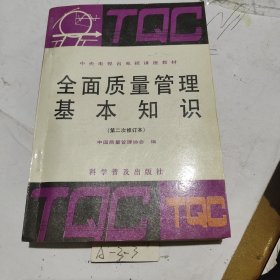 TQC
中央电视台电视讲座教材
全面质量管理
基本知识
(第二次修订本)
中国质量管理协会 编
科学普及出版社
TQC
TQC
A-3-3